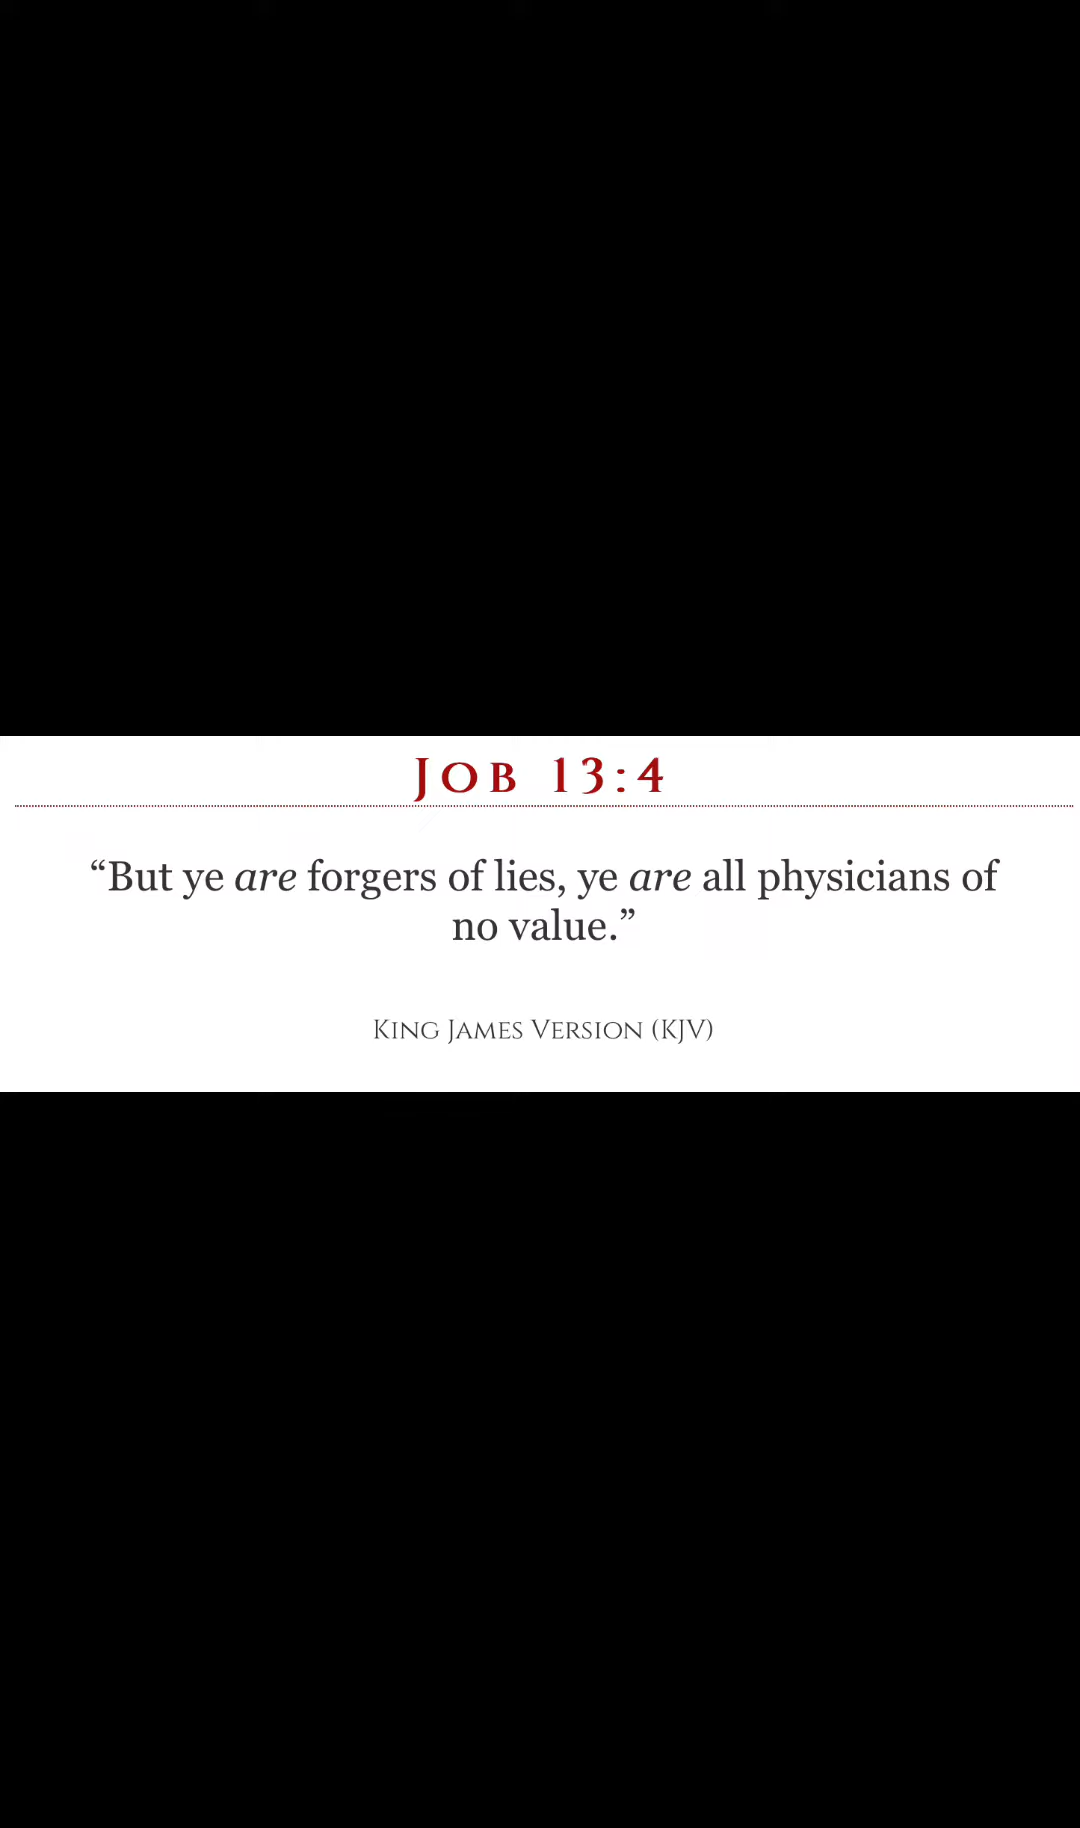 Job 13:4
“But ye are forgers of lies, ye are all physicians of
no value.”
King James Version (KJV)